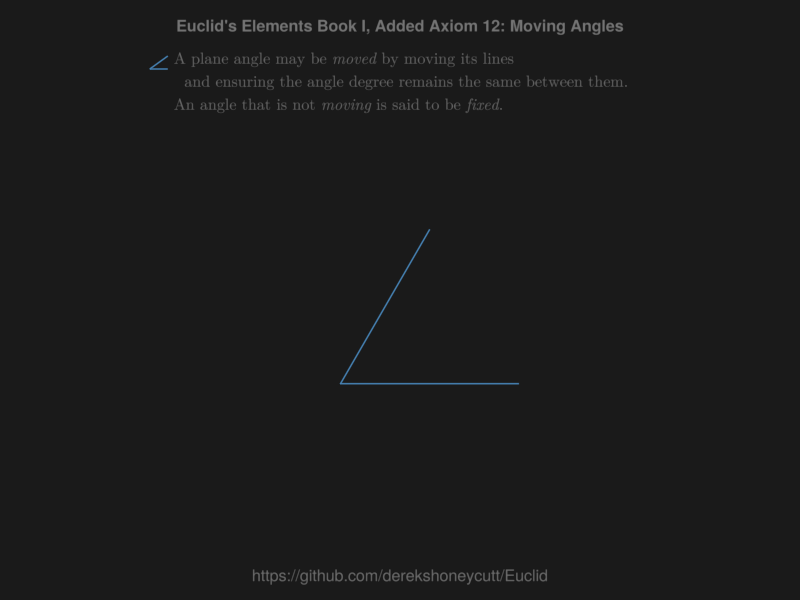 Euclid's Elements Book I, Added Axiom 12: Moving Angles
A plane angle may be moved by moving its lines
and ensuring the angle degree remains the same between them.
An angle that is not moving is said to be fixed.
https://github.com/derekshoneycutt/Euclid